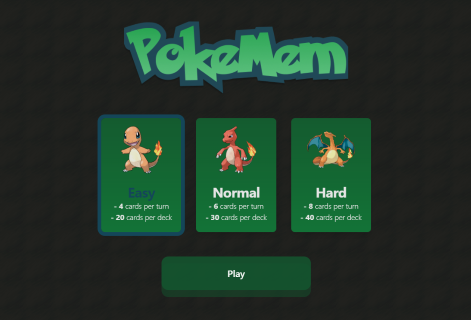 PokeMem
Easy
- 4 cards per turn
- 20 cards per deck
Normal
- 6 cards per turn
- 30 cards per deck
Hard
- 8 cards per turn
- 40 cards per deck
Play